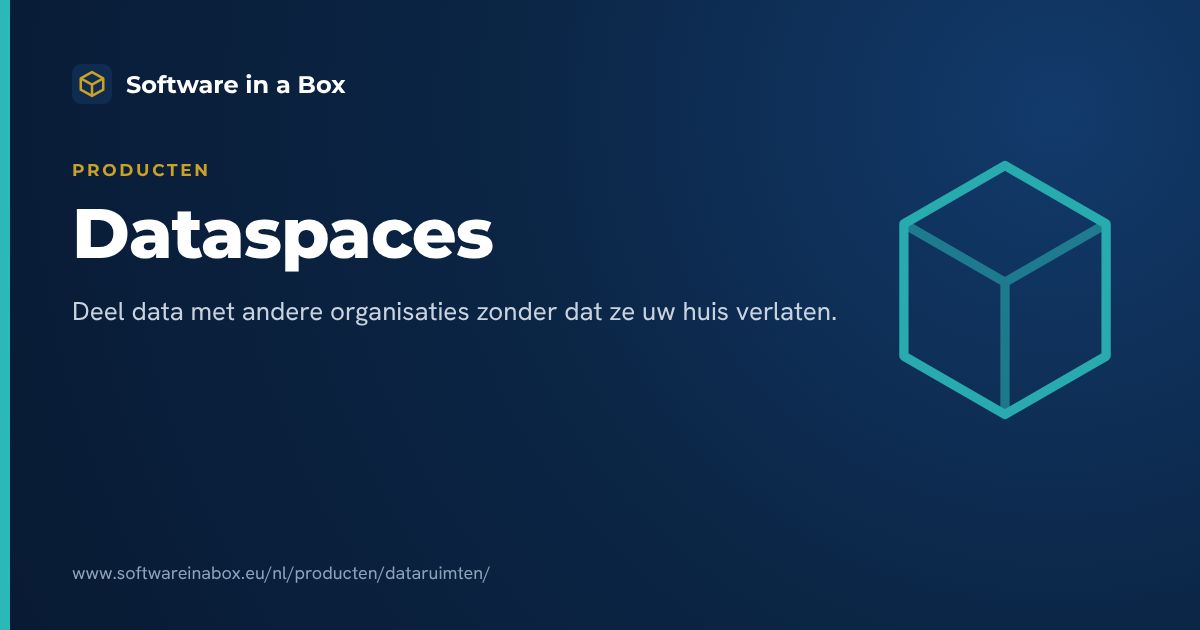 Software in a Box
PRODUCTEN
Dataspaces
Deel data met andere organisaties zonder dat ze uw huis verlaten.
www.softwareinabox.eu/nl/producten/dataruimten/